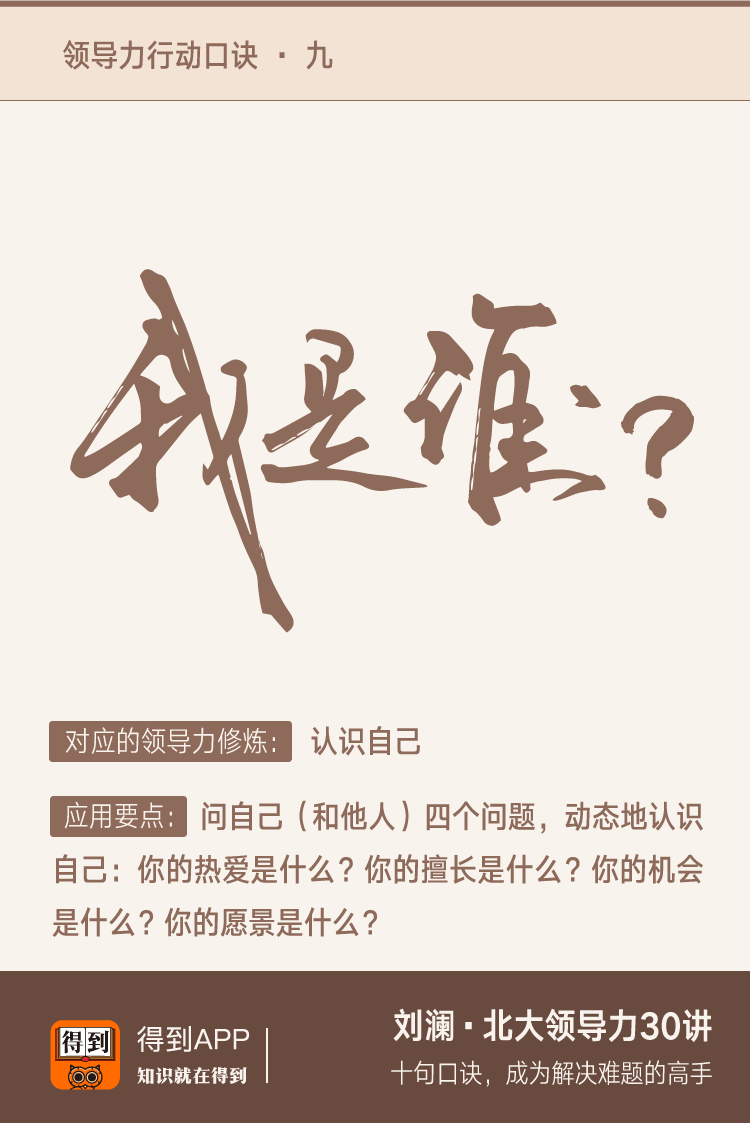 领导力行动口诀 · 九
我是谁?
对应的领导力修炼: 认识自己
应用要点: 问自己(和他人)四个问题,动态地认识
自己:你的热爱是什么?你的擅长是什么?你的机会
是什么?你的愿景是什么?
得到
得到APP
知识就在得到
刘澜·北大领导力30讲
十句口诀,成为解决难题的高手